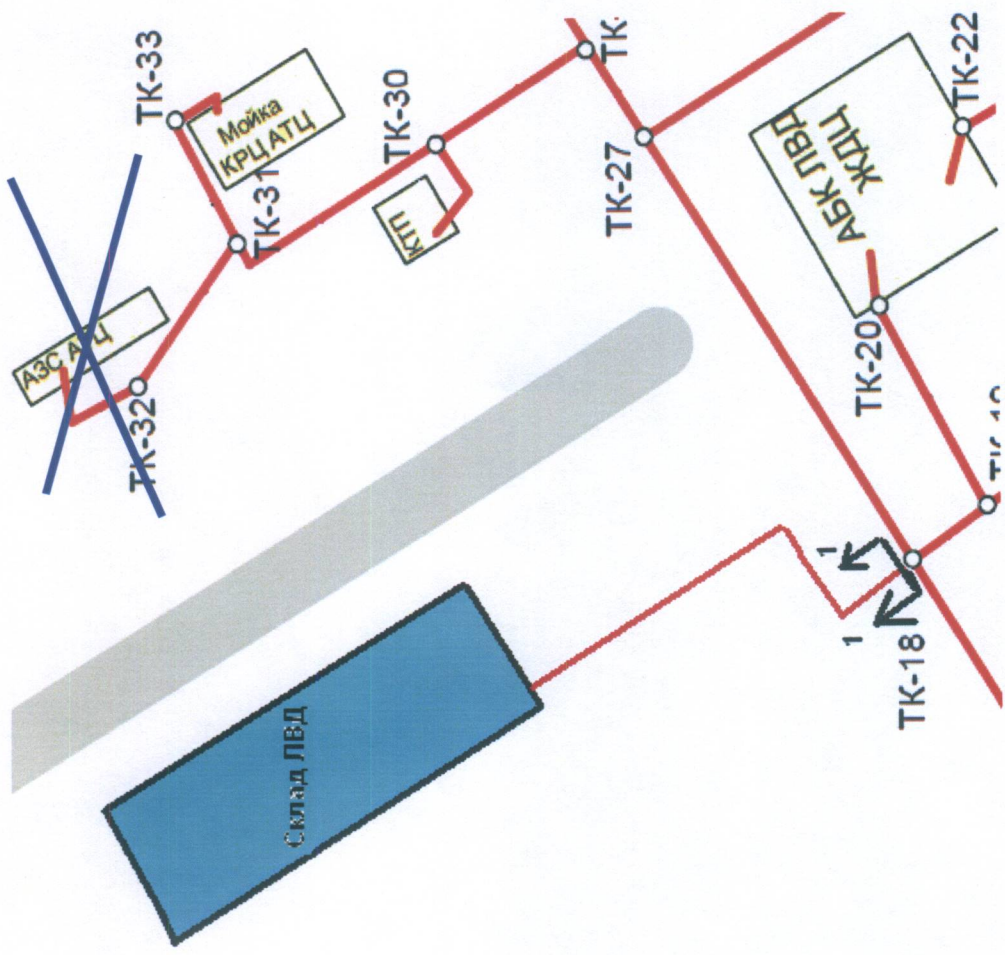 ТК-33
Мойка
КРЦ АТЦ
ТК-31
ТК-30
КТП
АЗС АТЦ
ТК-32
ТК-
ТК-27
ТК-22
АБК ЛВД
ЖДЦ
ТК-20
Склад ЛВД
1
1
ТК-18